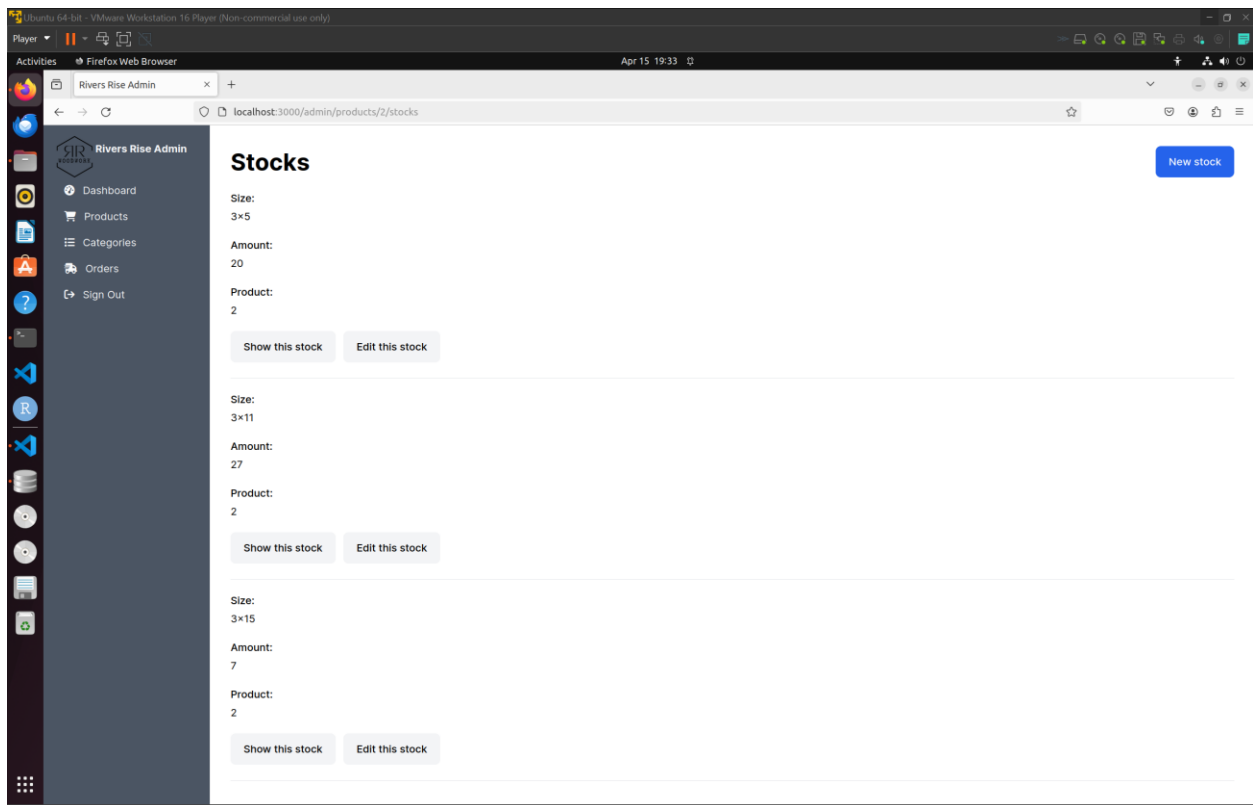 Ubuntu 64-bit - VMware Workstation 16 Player (Non-commercial use only)
Player
Activities Firefox Web Browser Apr 15 19:33
Rivers Rise Admin
localhost:3000/admin/products/2/stocks
Rivers Rise Admin
Dashboard
Products
Categories
Orders
Sign Out
Stocks
New stock
Size:
3×5
Amount:
20
Product:
2
Show this stock Edit this stock
Size:
3×11
Amount:
27
Product:
2
Show this stock Edit this stock
Size:
3×15
Amount:
7
Product:
2
Show this stock Edit this stock